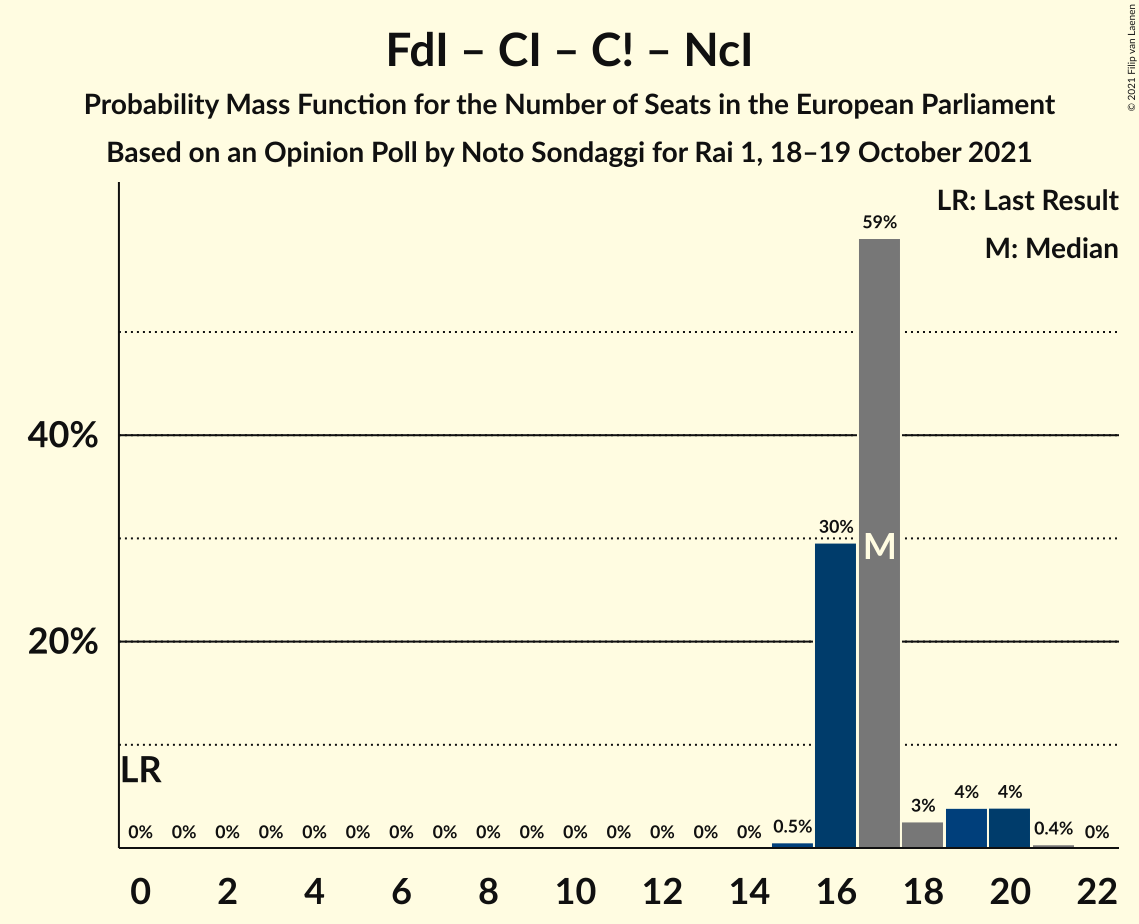 FdI – CI – C! – NcI
Probability Mass Function for the Number of Seats in the European Parliament
Based on an Opinion Poll by Noto Sondaggi for Rai 1, 18–19 October 2021
© 2021 Filip van Laenen
LR: Last Result
M: Median
59%
40%
30%
M
20%
LR
0% 0% 0% 0% 0% 0% 0% 0% 0% 0% 0% 0% 0% 0% 0% 0.5% 3% 4% 4% 0.4% 0%
0 2 4 6 8 10 12 14 16 18 20 22